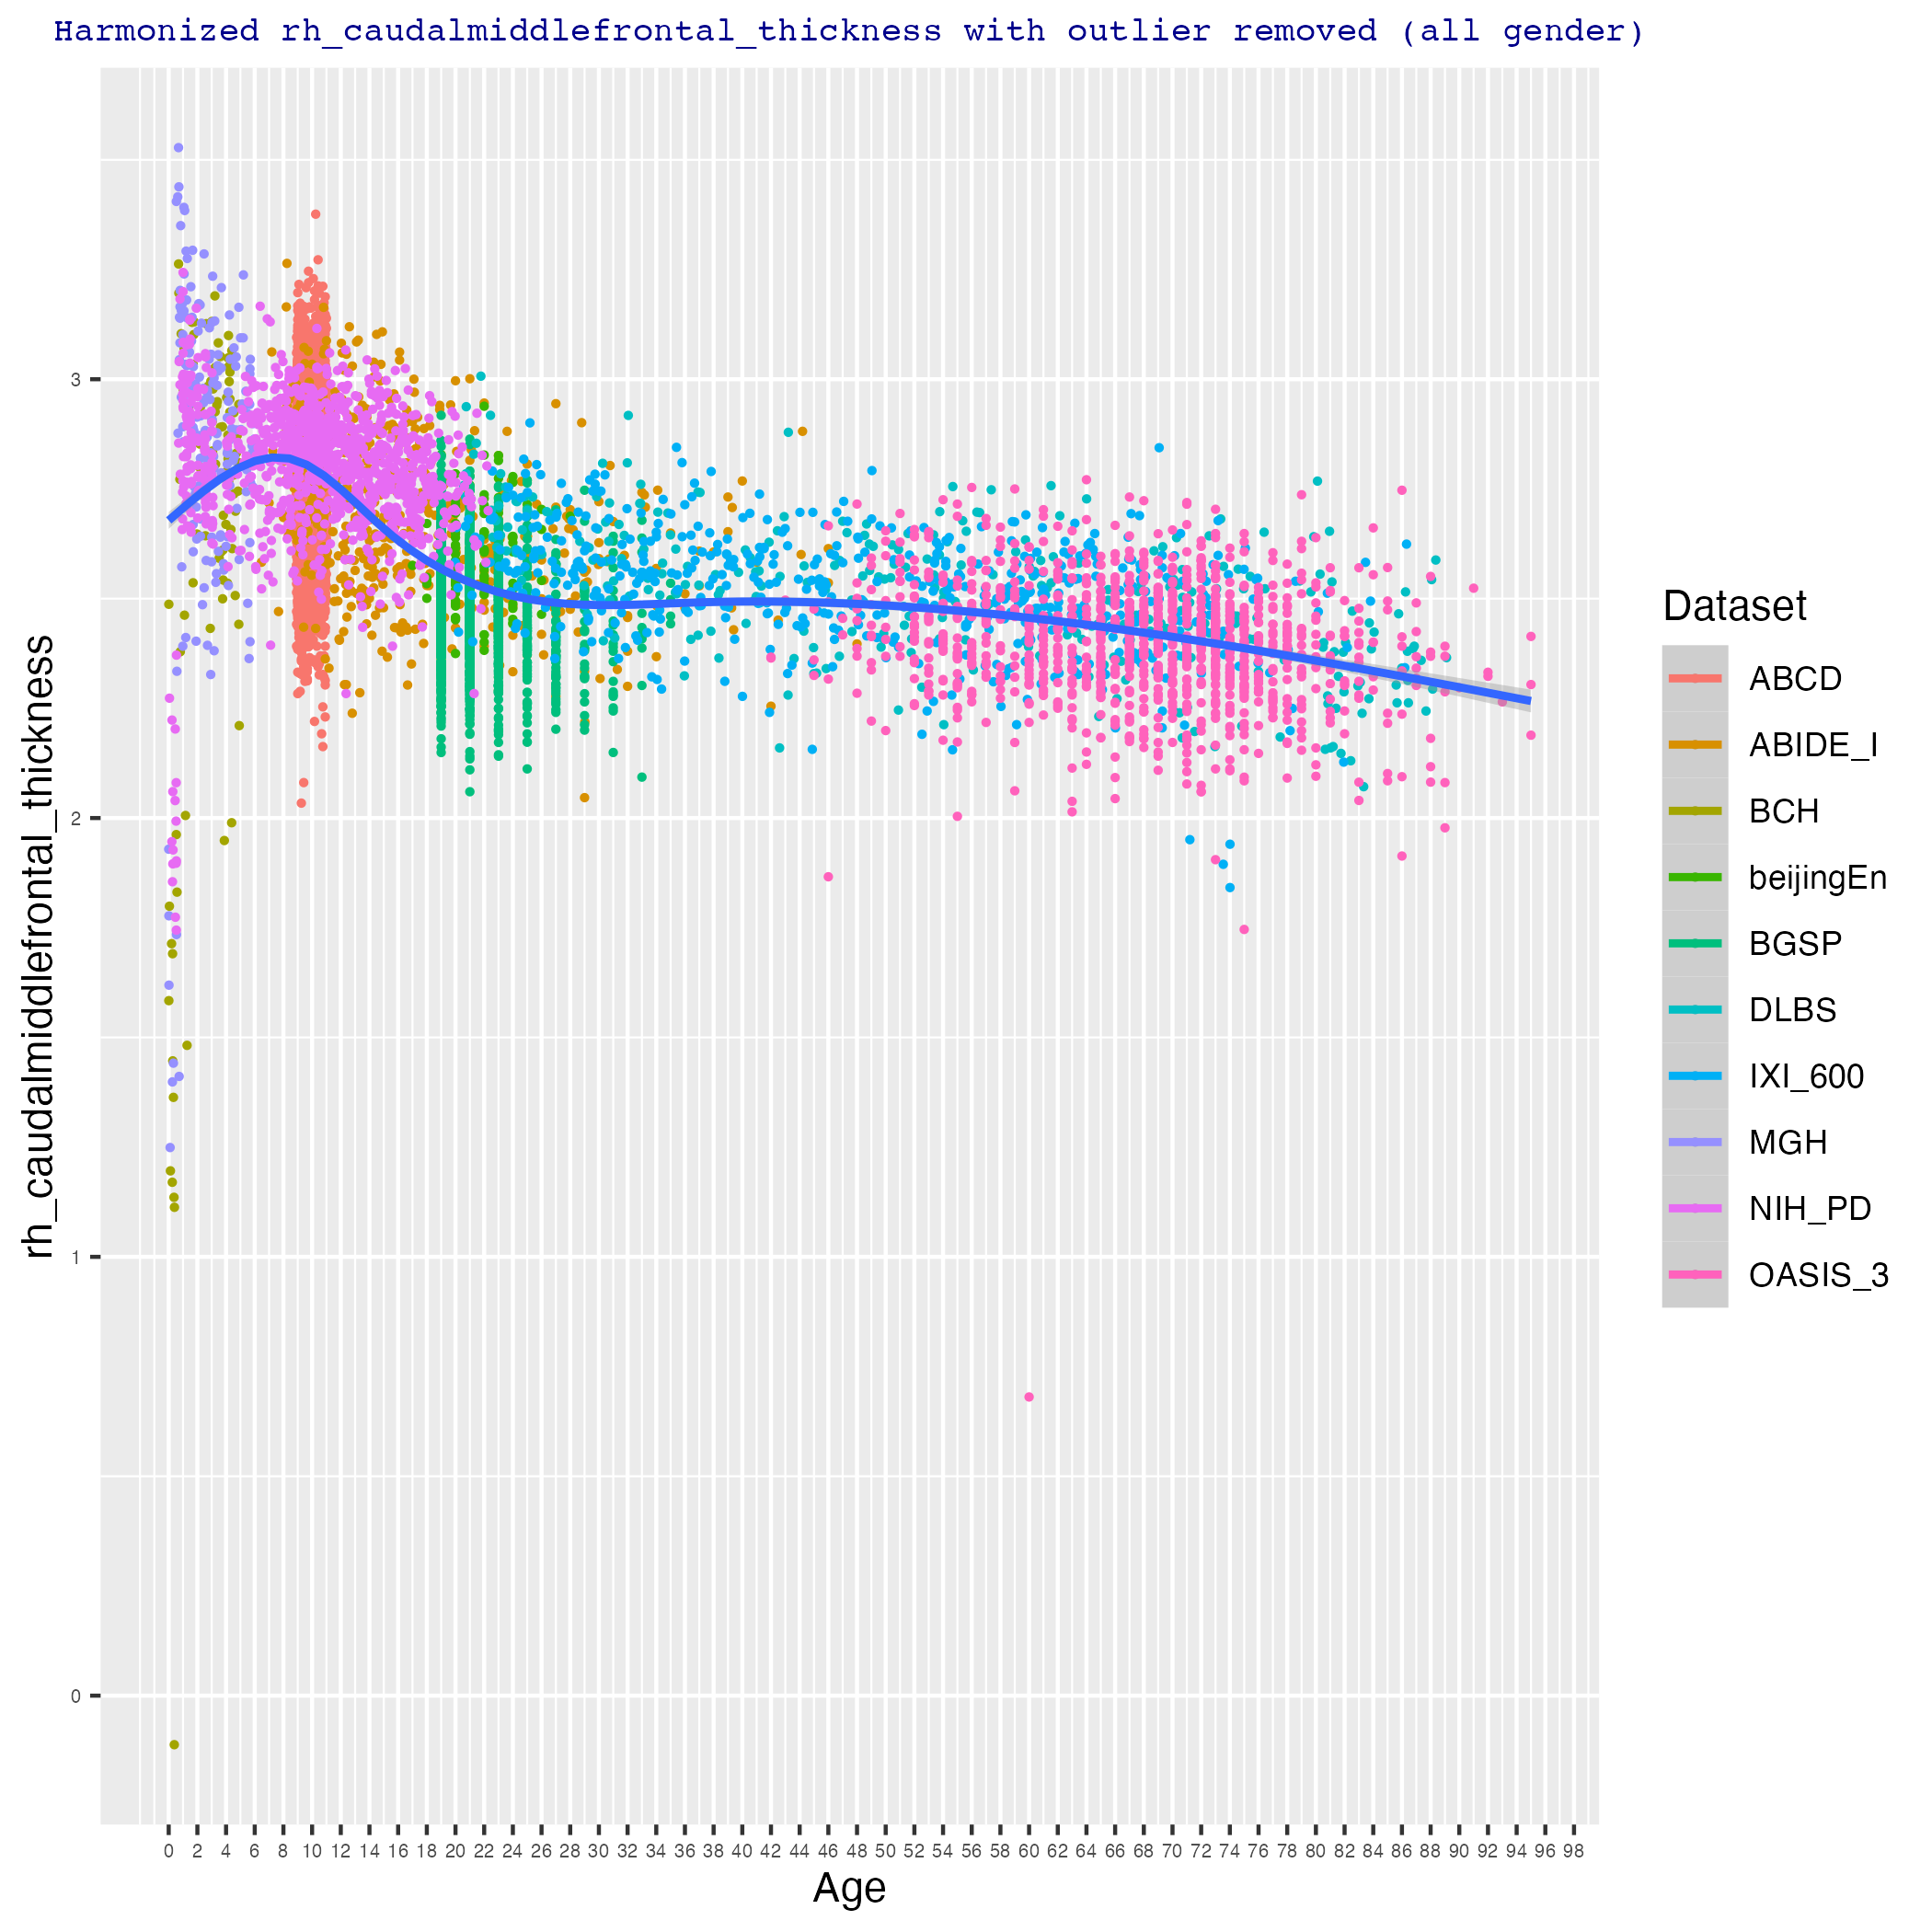 Harmonized rh_caudalmiddlefrontal_thickness with outlier removed (all gender)
rh_caudalmiddlefrontal_thickness
3
2
1
0
0 2 4 6 8 10 12 14 16 18 20 22 24 26 28 30 32 34 36 38 40 42 44 46 48 50 52 54 56 58 60 62 64 66 68 70 72 74 76 78 80 82 84 86 88 90 92 94 96 98
Age
Dataset
ABCD
ABIDE_I
BCH
beijingEn
BGSP
DLBS
IXI_600
MGH
NIH_PD
OASIS_3